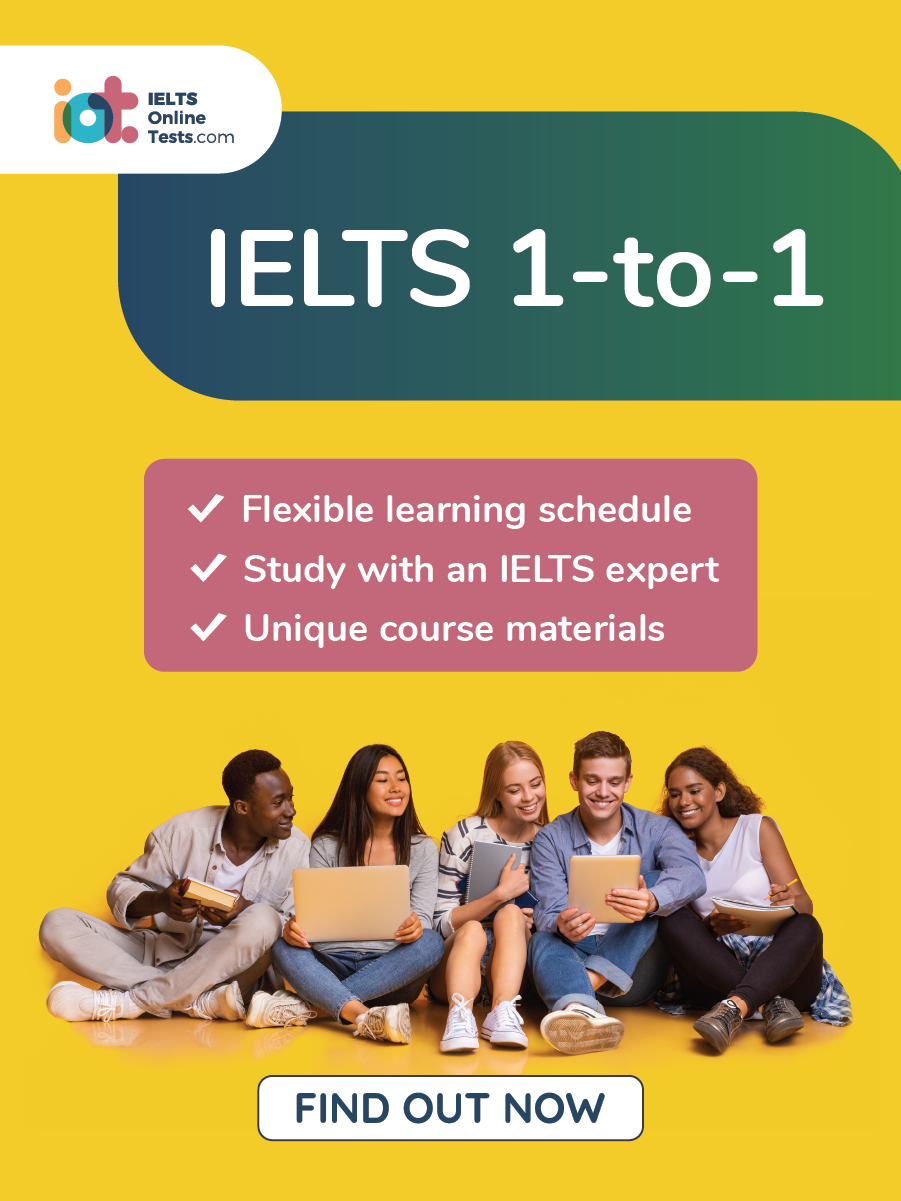 iot
IELTS
Online
Tests.com
IELTS 1-to-1
Flexible learning schedule
Study with an IELTS expert
Unique course materials
FIND OUT NOW